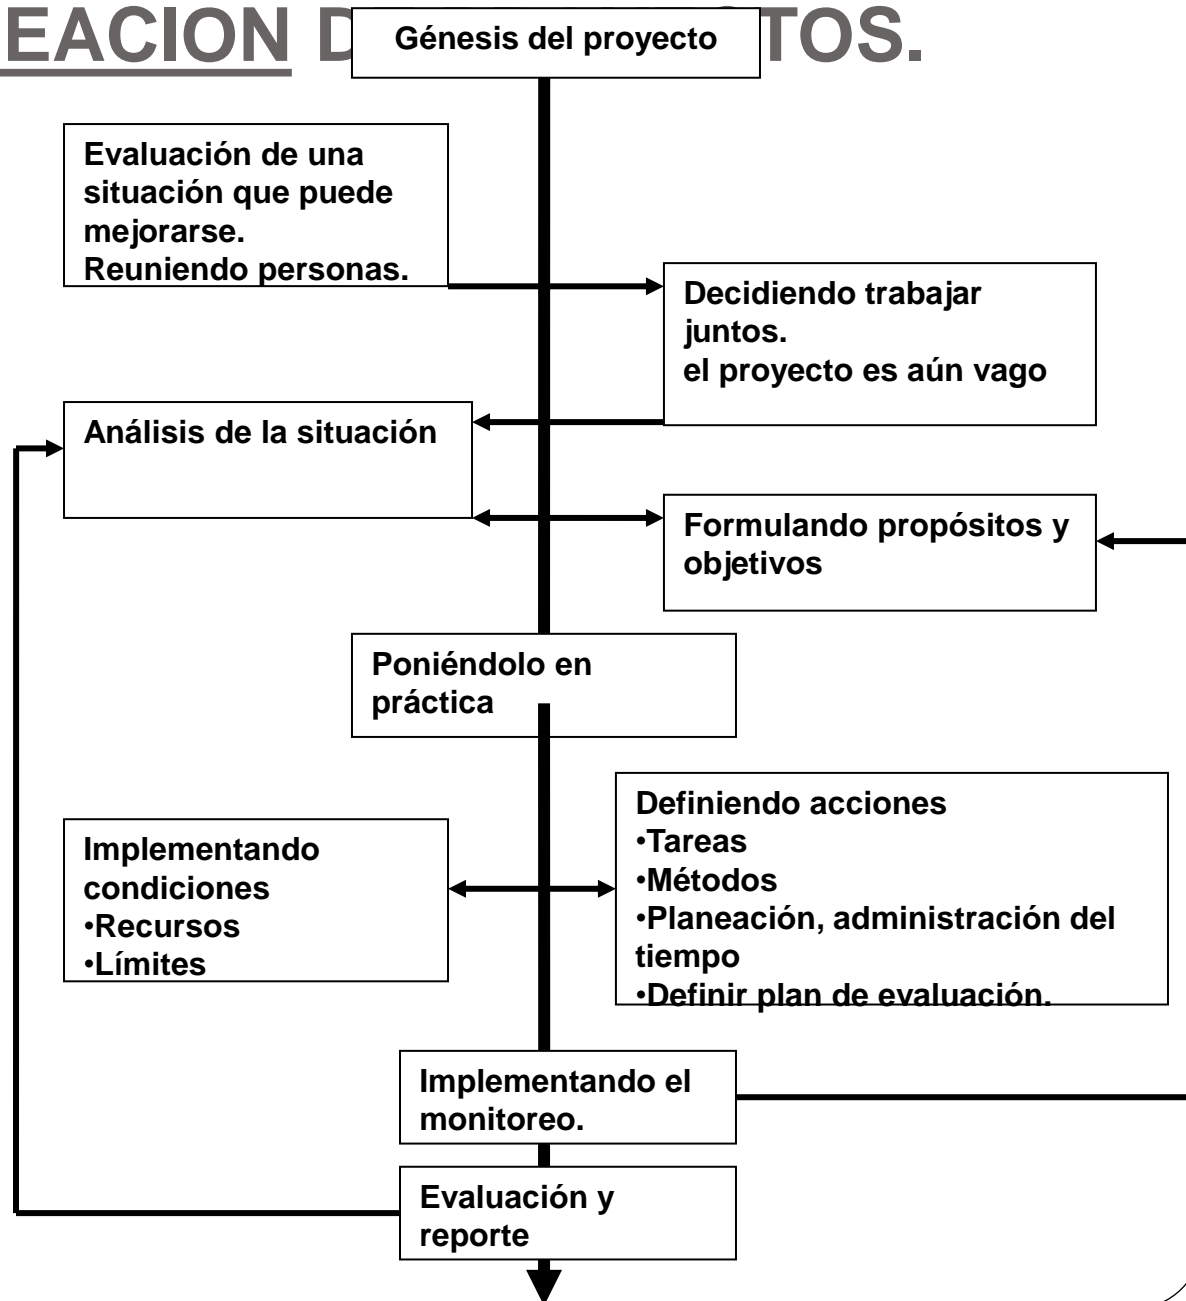 EACION D TOS.
Génesis del proyecto
Evaluación de una
situación que puede
mejorarse.
Reuniendo personas.
Decidiendo trabajar
juntos.
el proyecto es aún vago
Análisis de la situación
Formulando propósitos y
objetivos
Poniéndolo en
práctica
Definiendo acciones
•Tareas
•Métodos
•Planeación, administración del
tiempo
•Definir plan de evaluación.
Implementando
condiciones
•Recursos
•Límites
Implementando el
monitoreo.
Evaluación y
reporte